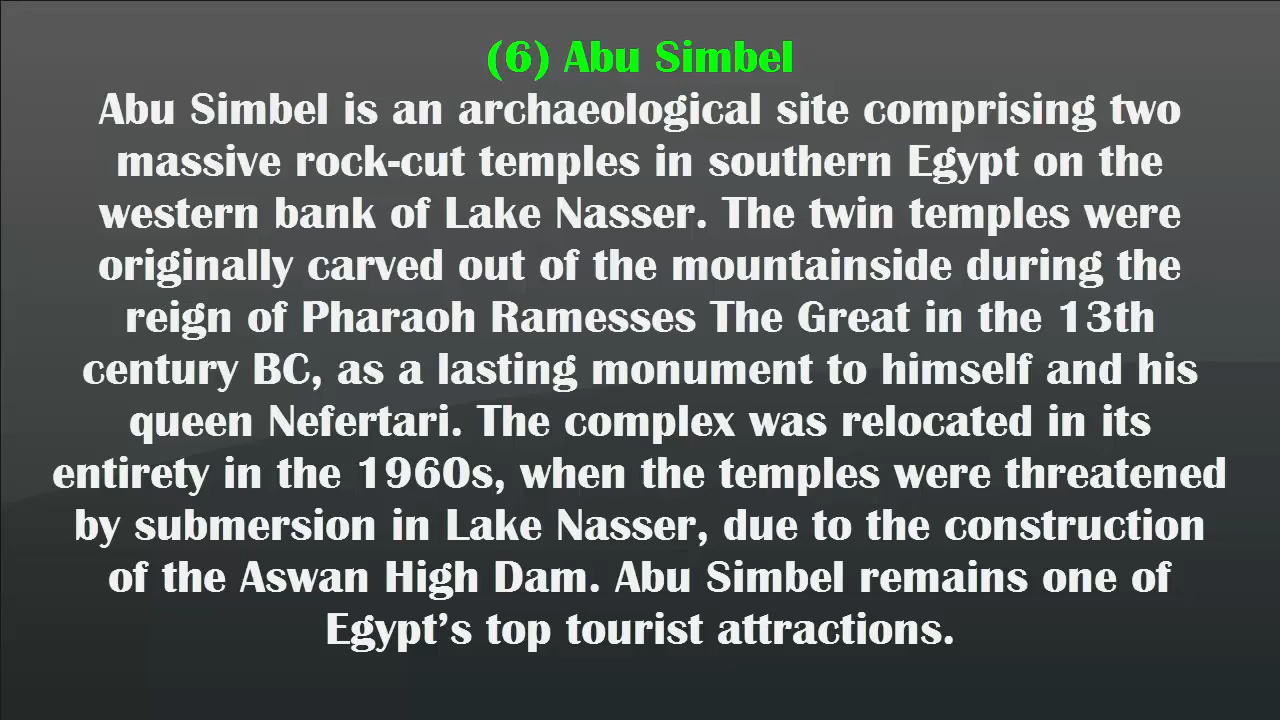 (6) Abu Simbel
Abu Simbel is an archaeological site comprising two
massive rock-cut temples in southern Egypt on the
western bank of Lake Nasser. The twin temples were
originally carved out of the mountainside during the
reign of Pharaoh Ramesses The Great in the 13th
century BC, as a lasting monument to himself and his
queen Nefertari. The complex was relocated in its
entirety in the 1960s, when the temples were threatened
by submersion in Lake Nasser, due to the construction
of the Aswan High Dam. Abu Simbel remains one of
Egypt’s top tourist attractions.